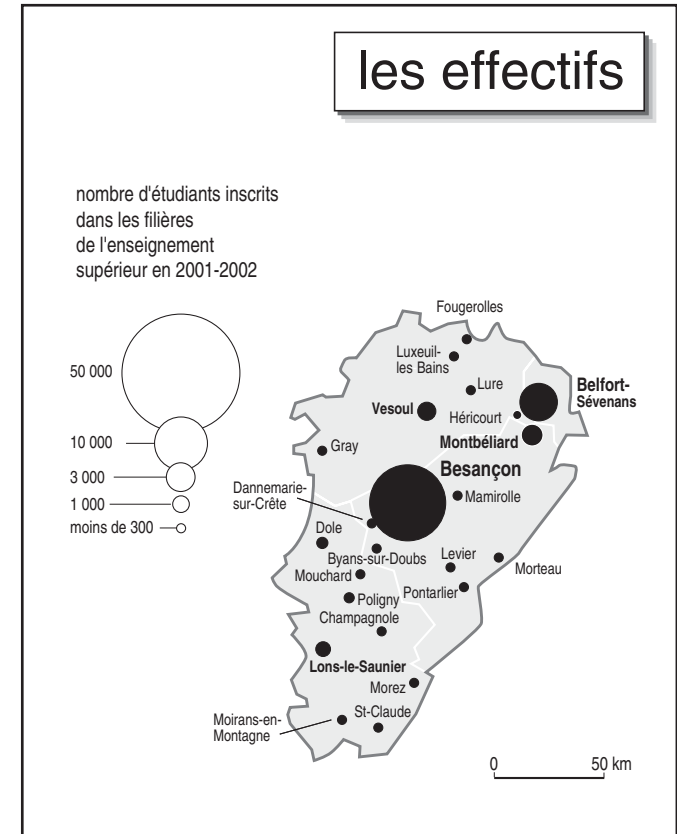 les effectifs
nombre d'étudiants inscrits
dans les filières
de l'enseignement
supérieur en 2001-2002
50 000
10 000
3 000
1 000
moins de 300
Fougerolles
Luxeuil-
les Bains
Lure
Belfort-
Sévenans
Vesoul
Héricourt
Montbéliard
Gray
Besançon
Dannemarie-
sur-Crête
Mamirolle
Dole
Byans-sur-Doubs
Levier
Morteau
Mouchard
Poligny
Pontarlier
Champagnole
Lons-le-Saunier
Morez
Moirans-en-
Montagne
St-Claude
0
50 km